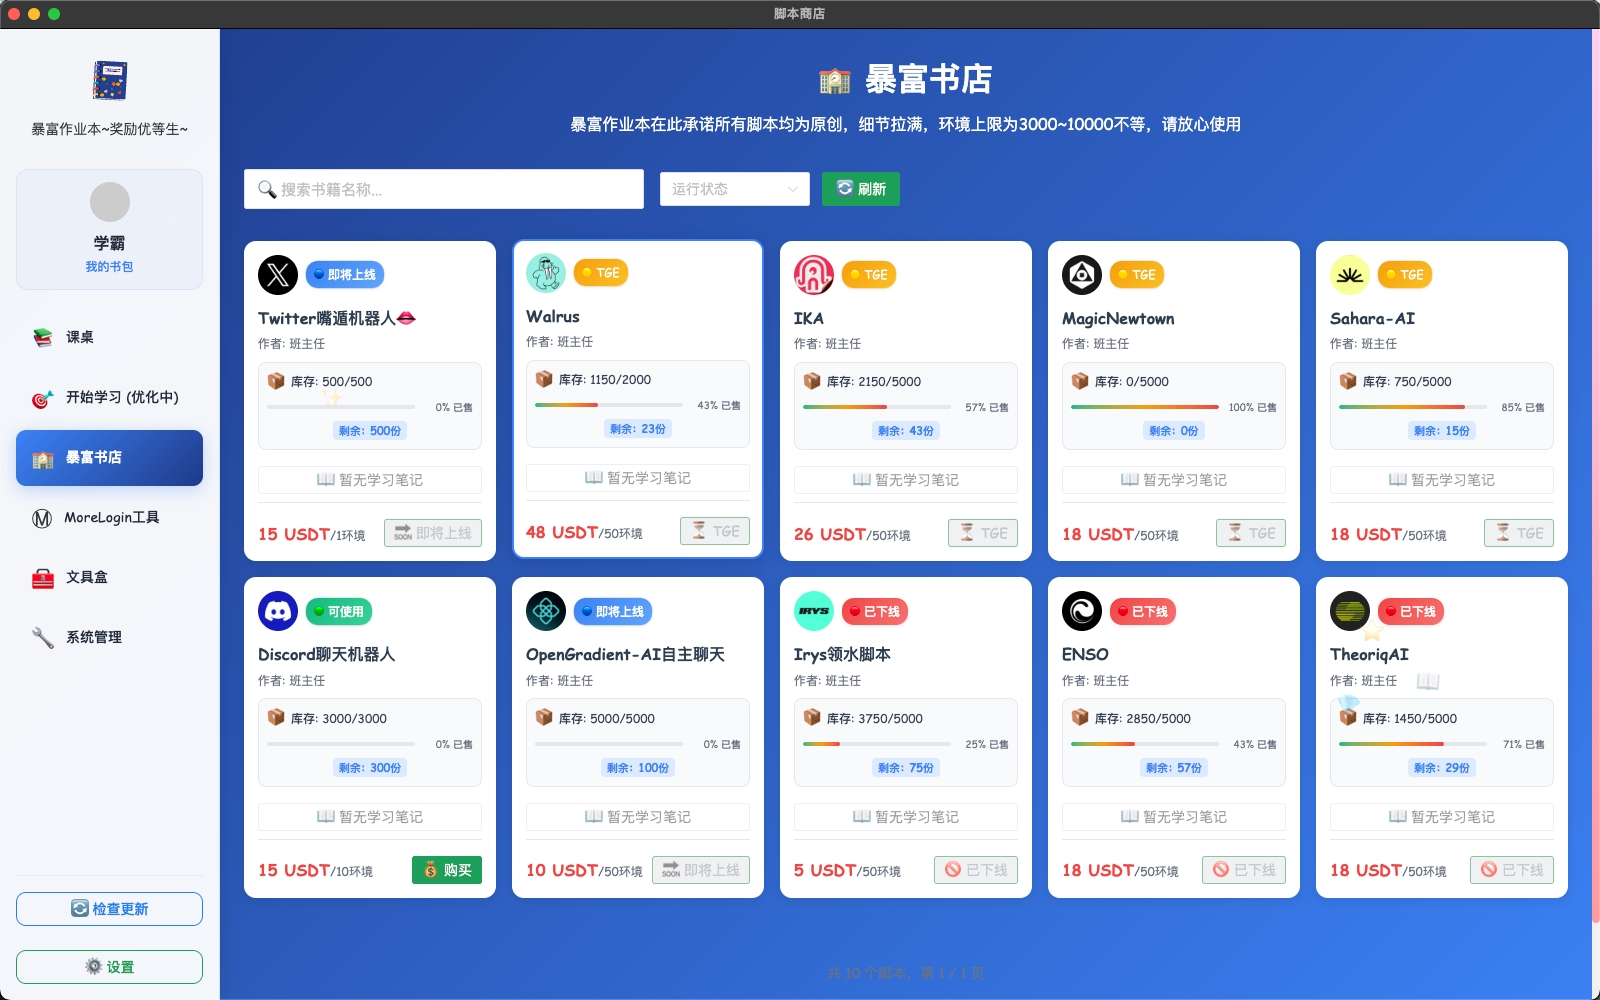 脚本商店
暴富作业本~奖励优等生~
学霸
我的书包
课桌
开始学习 (优化中)
暴富书店
MoreLogin工具
文具盒
系统管理
检查更新
设置
暴富书店
暴富作业本在此承诺所有脚本均为原创，细节拉满，环境上限为3000~10000不等，请放心使用
搜索书籍名称...
运行状态
刷新
即将上线
Twitter嘴遁机器人
作者: 班主任
库存: 500/500
0% 已售
剩余: 500份
暂无学习笔记
15 USDT/1环境
SOON 即将上线
TGE
Walrus
作者: 班主任
库存: 1150/2000
43% 已售
剩余: 23份
暂无学习笔记
48 USDT/50环境
TGE
TGE
IKA
作者: 班主任
库存: 2150/5000
57% 已售
剩余: 43份
暂无学习笔记
26 USDT/50环境
TGE
TGE
MagicNewtown
作者: 班主任
库存: 0/5000
100% 已售
剩余: 0份
暂无学习笔记
18 USDT/50环境
TGE
TGE
Sahara-AI
作者: 班主任
库存: 750/5000
85% 已售
剩余: 15份
暂无学习笔记
18 USDT/50环境
TGE
可使用
Discord聊天机器人
作者: 班主任
库存: 3000/3000
0% 已售
剩余: 300份
暂无学习笔记
15 USDT/10环境
购买
即将上线
OpenGradient-AI自主聊天
作者: 班主任
库存: 5000/5000
0% 已售
剩余: 100份
暂无学习笔记
10 USDT/50环境
SOON 即将上线
IRYS
已下线
Irys领水脚本
作者: 班主任
库存: 3750/5000
25% 已售
剩余: 75份
暂无学习笔记
5 USDT/50环境
已下线
已下线
ENSO
作者: 班主任
库存: 2850/5000
43% 已售
剩余: 57份
暂无学习笔记
18 USDT/50环境
已下线
已下线
TheoriqAI
作者: 班主任
库存: 1450/5000
71% 已售
剩余: 29份
暂无学习笔记
18 USDT/50环境
已下线
共 10 个脚本，第 1 / 1 页